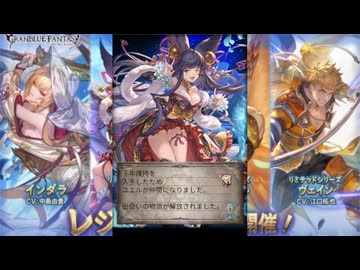 GRANBLUE FANTASY
千年護持を
入手したため
ヨエルが仲間になりました。
出会いの物語が解放されました。
インダラ
CV. 中島由貴
リミテッドシリーズ
ヴェイン
CV. 江口拓也
レジ
開催！